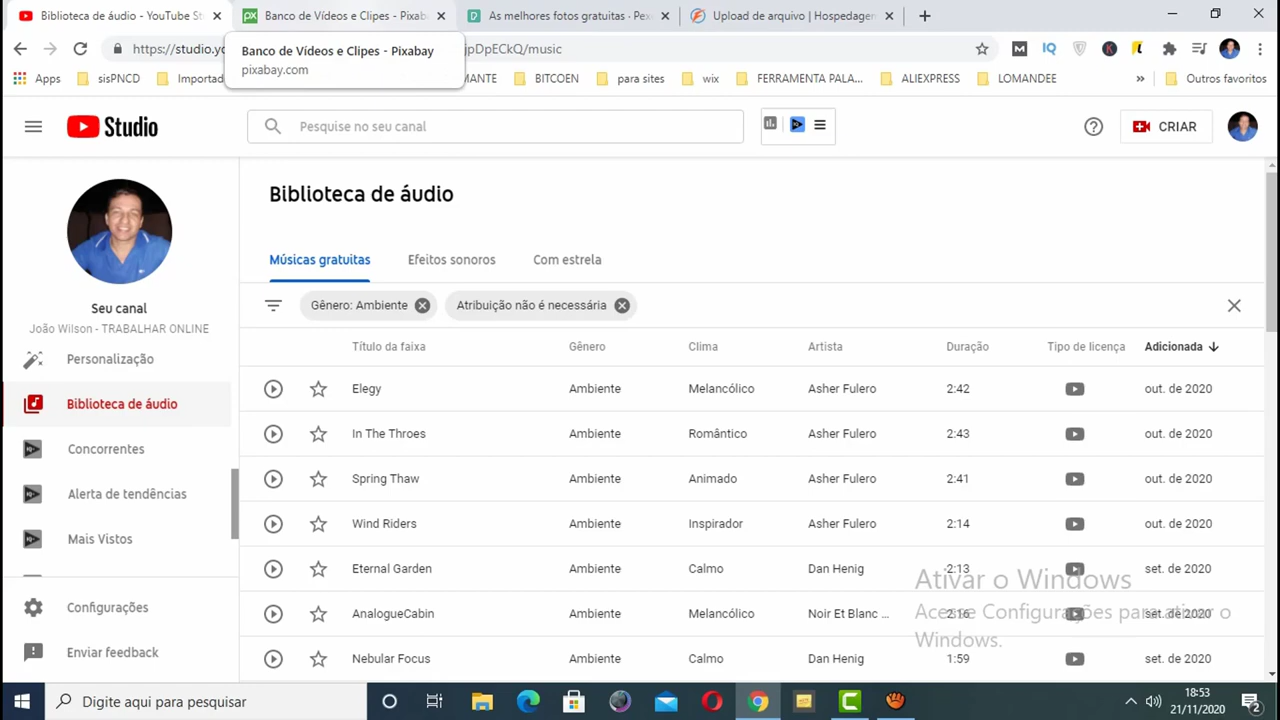 Biblioteca de áudio - YouTube St
Banco de Vídeos e Clipes - Pixab
As melhores fotos gratuitas · Pex
Upload de arquivo | Hospedagem
https://studio.yo
Banco de Vídeos e Clipes - Pixabay
pixabay.com
jpDpECkQ/music
Apps
sisPNCD
Importad
MANTE
BITCOEN
para sites
wix
FERRAMENTA PALA...
ALIEXPRESS
LOMANDEE
»
Outros favoritos
Studio
Pesquise no seu canal
CRIAR
Seu canal
João Wilson - TRABALHAR ONLINE
Personalização
Biblioteca de áudio
Concorrentes
Alerta de tendências
Mais Vistos
Configurações
Enviar feedback
Biblioteca de áudio
Músicas gratuitas Efeitos sonoros Com estrela
Gênero: Ambiente Atribuição não é necessária
Título da faixa Gênero Clima Artista Duração Tipo de licença Adicionada
Elegy Ambiente Melancólico Asher Fulero 2:42 out. de 2020
In The Throes Ambiente Romântico Asher Fulero 2:43 out. de 2020
Spring Thaw Ambiente Animado Asher Fulero 2:41 out. de 2020
Wind Riders Ambiente Inspirador Asher Fulero 2:14 out. de 2020
Eternal Garden Ambiente Calmo Dan Henig 2:13 set. de 2020
AnalogueCabin Ambiente Melancólico Noir Et Blanc ... 2:16 set. de 2020
Nebular Focus Ambiente Calmo Dan Henig 1:59 set. de 2020
Ativar o Windows
Acesse Configurações para ativar o
Windows.
Digite aqui para pesquisar
18:53
21/11/2020
2